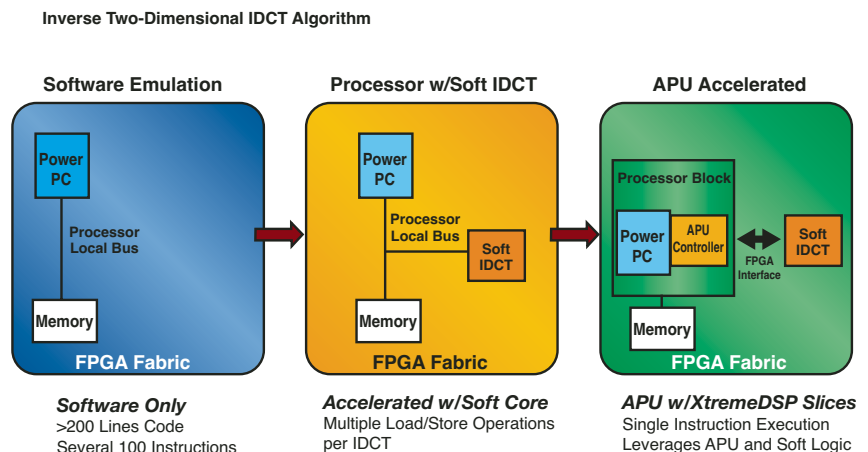 Inverse Two-Dimensional IDCT Algorithm
Software Emulation
Power
PC
Processor
Local Bus
Memory
FPGA Fabric
Software Only
>200 Lines Code
Several 100 Instructions
Processor w/Soft IDCT
Power
PC
Processor
Local Bus
Soft
IDCT
Memory
FPGA Fabric
Accelerated w/Soft Core
Multiple Load/Store Operations
per IDCT
APU Accelerated
Processor Block
Power
PC
APU
Controller
FPGA
Interface
Soft
IDCT
Memory
FPGA Fabric
APU w/XtremeDSP Slices
Single Instruction Execution
Leverages APU and Soft Logic